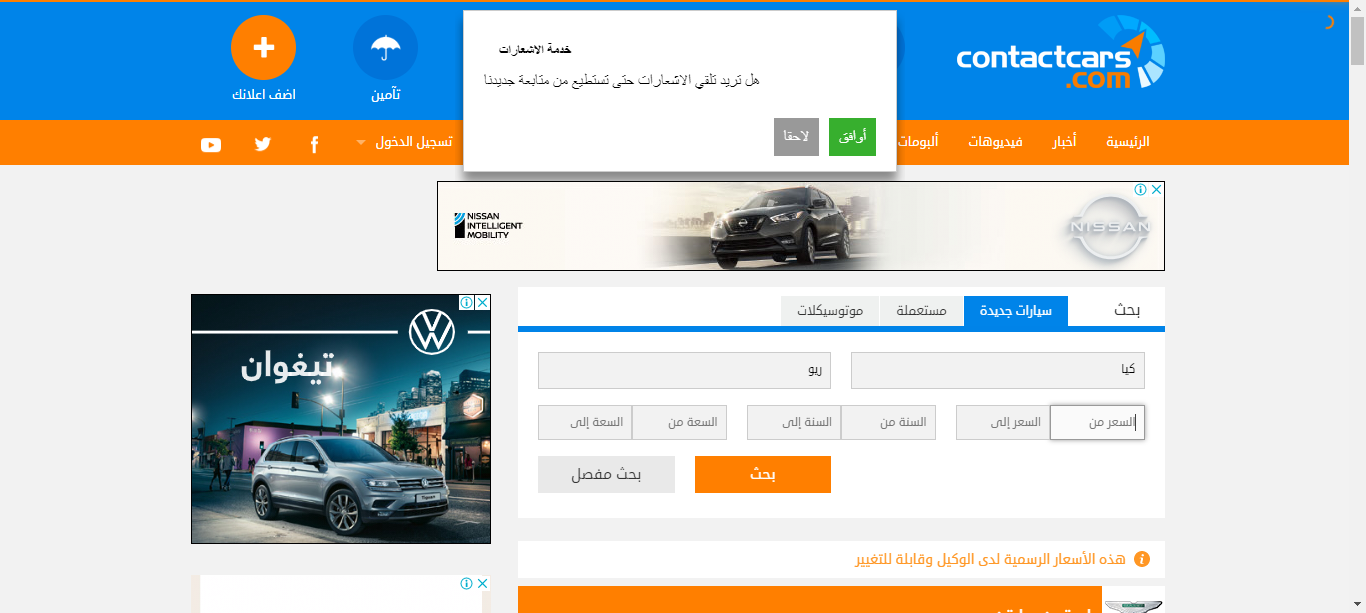 خدمة الاشعارات
هل تريد تلقي الاشعارات حتى تستطيع من متابعة جديدنا
أوافق
لاحقا
contactcars
.com
تأمين
اضف اعلانك
الرئيسية
أخبار
فيديوهات
ألبومات
تسجيل الدخول
NISSAN
INTELLIGENT
MOBILITY
NISSAN
بحث
سيارات جديدة
مستعملة
موتوسيكلات
كيا
ريو
السعر من
السعر إلى
السنة من
السنة إلى
السعة من
السعة إلى
بحث
بحث مفصل
تيغوان
هذه الأسعار الرسمية لدى الوكيل وقابلة للتغيير